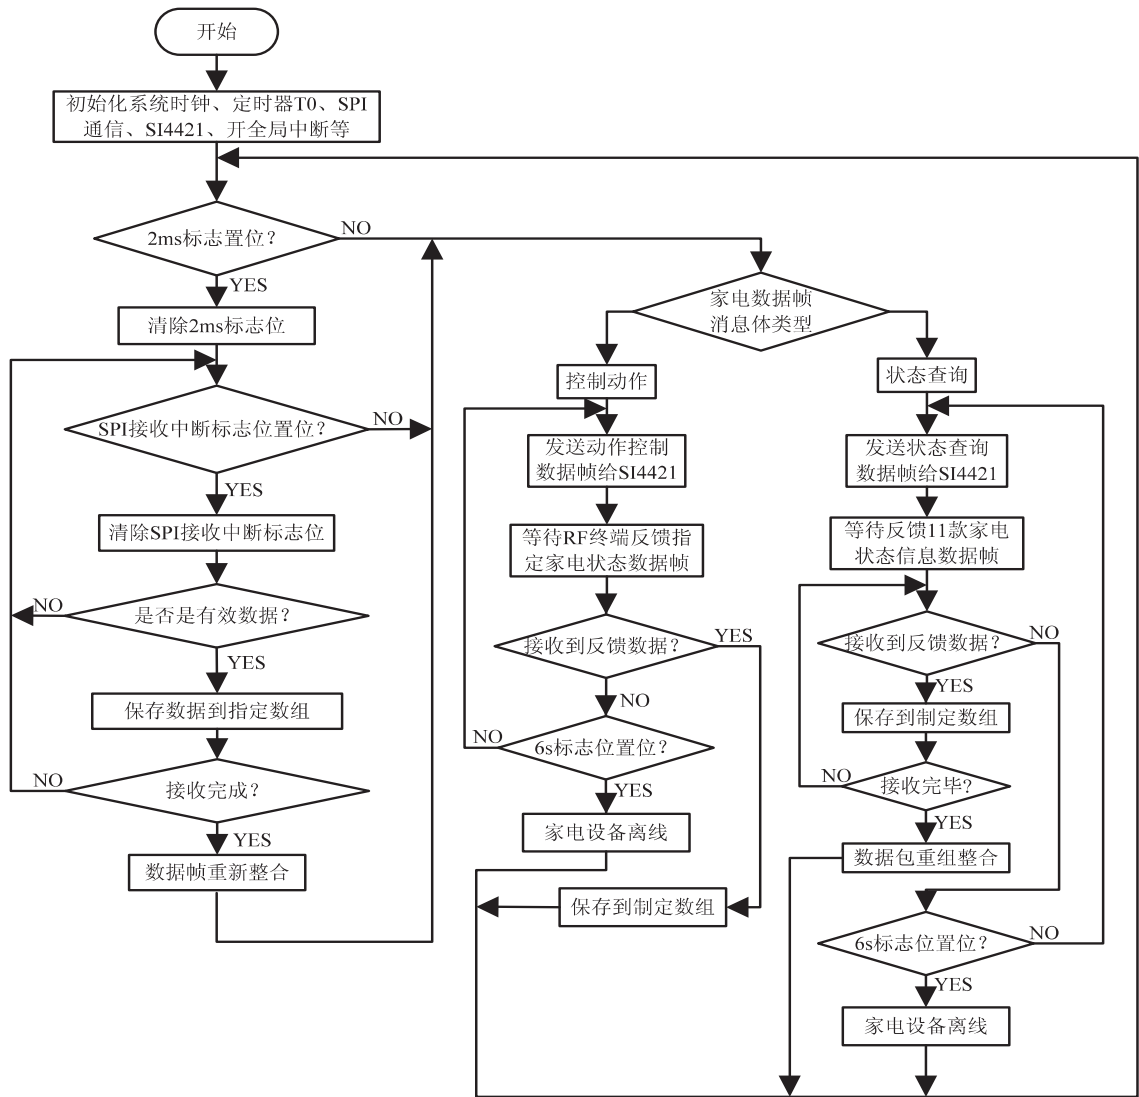 开始
初始化系统时钟、定时器T0、SPI
通信、SI4421、开全局中断等
2ms标志置位?
NO
YES
清除2ms标志位
SPI接收中断标志位置位?
NO
YES
清除SPI接收中断标志位
是否是有效数据?
NO
YES
保存数据到指定数组
接收完成?
NO
YES
数据帧重新整合
家电数据帧
消息体类型
控制动作
发送动作控制
数据帧给SI4421
等待RF终端反馈指
定家电状态数据帧
接收到反馈数据?
YES
NO
6s标志位置位?
NO
YES
家电设备离线
保存到制定数组
状态查询
发送状态查询
数据帧给SI4421
等待反馈11款家电
状态信息数据帧
接收到反馈数据?
NO
YES
保存到制定数组
接收完毕?
NO
YES
数据包重组整合
6s标志位置位?
NO
YES
家电设备离线